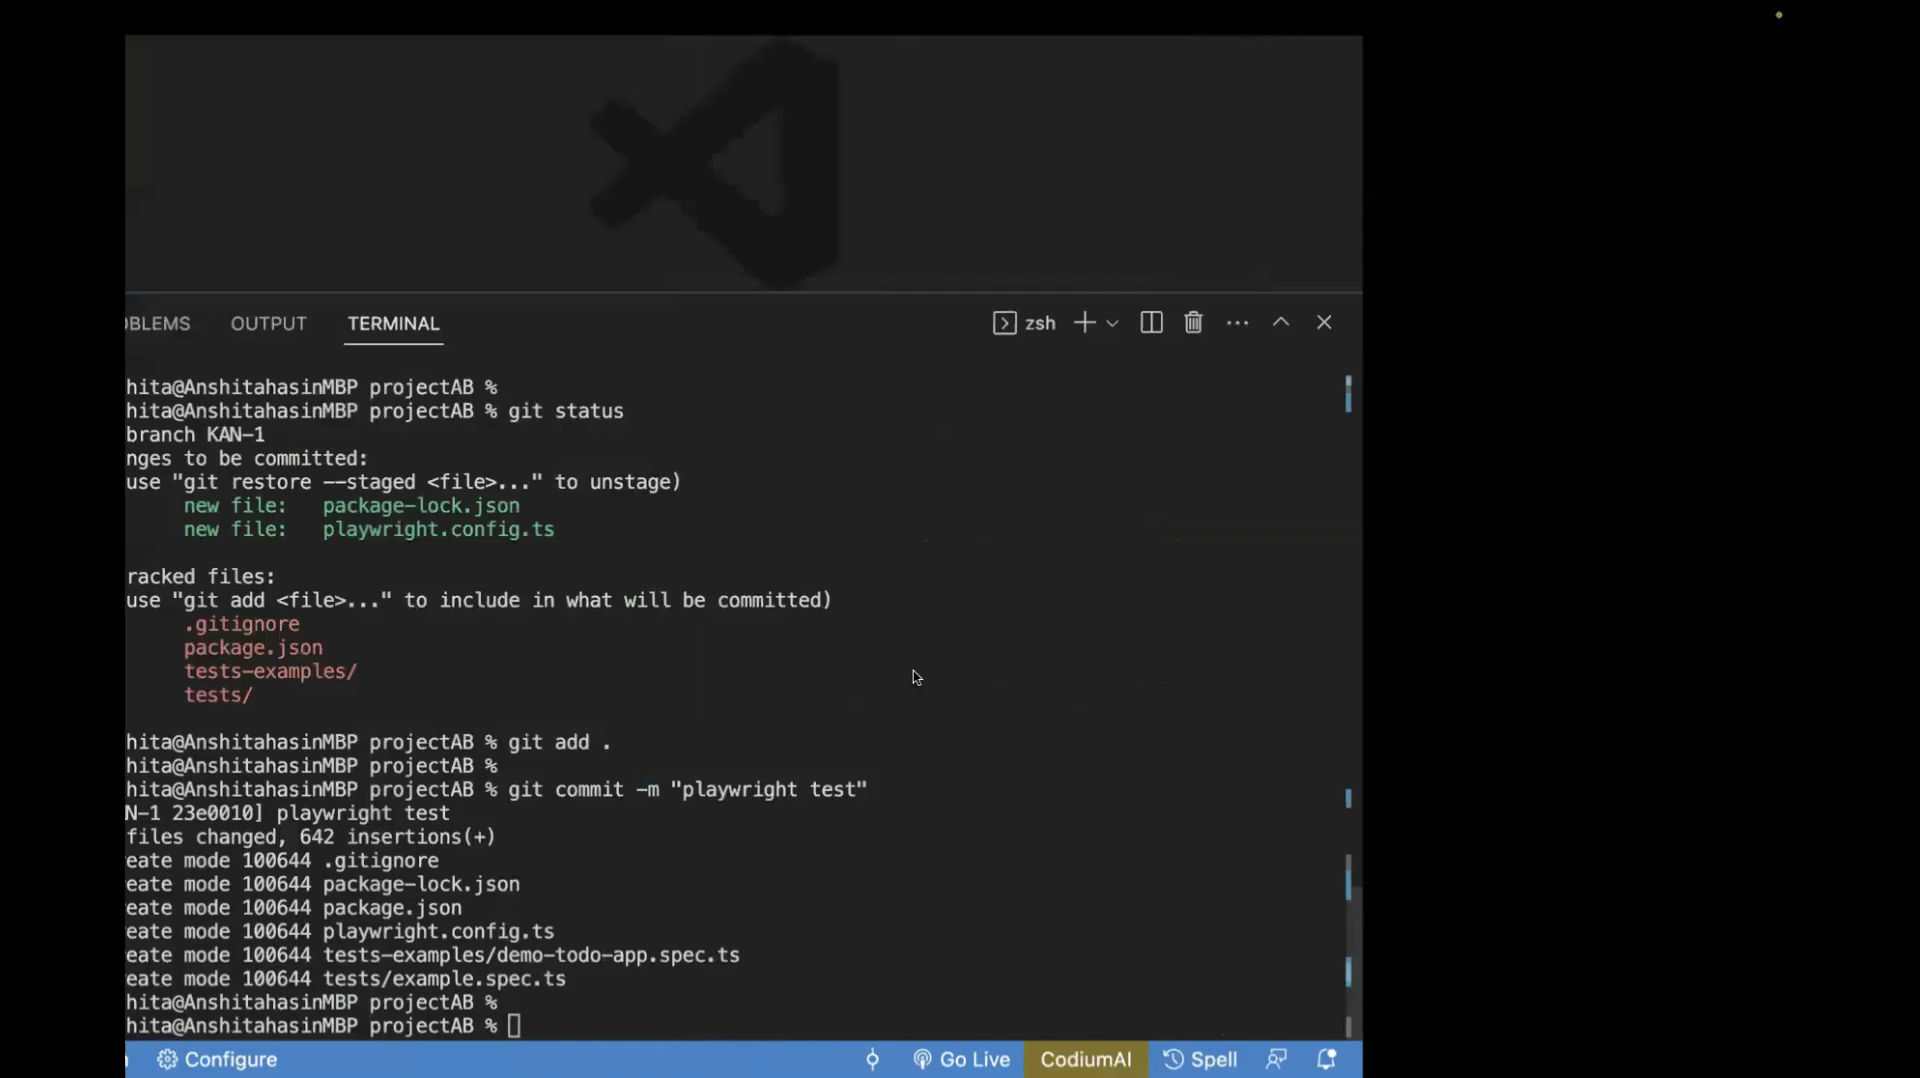 OBLEMS OUTPUT TERMINAL zsh
hita@AnshitahasinMBP projectAB %
hita@AnshitahasinMBP projectAB % git status
branch KAN-1
nges to be committed:
use "git restore --staged <file>..." to unstage)
new file: package-lock.json
new file: playwright.config.ts
racked files:
use "git add <file>..." to include in what will be committed)
.gitignore
package.json
tests-examples/
tests/
hita@AnshitahasinMBP projectAB % git add .
hita@AnshitahasinMBP projectAB %
hita@AnshitahasinMBP projectAB % git commit -m "playwright test"
N-1 23e0010] playwright test
files changed, 642 insertions(+)
eate mode 100644 .gitignore
eate mode 100644 package-lock.json
eate mode 100644 package.json
eate mode 100644 playwright.config.ts
eate mode 100644 tests-examples/demo-todo-app.spec.ts
eate mode 100644 tests/example.spec.ts
hita@AnshitahasinMBP projectAB %
hita@AnshitahasinMBP projectAB %
Configure Go Live CodiumAI Spell